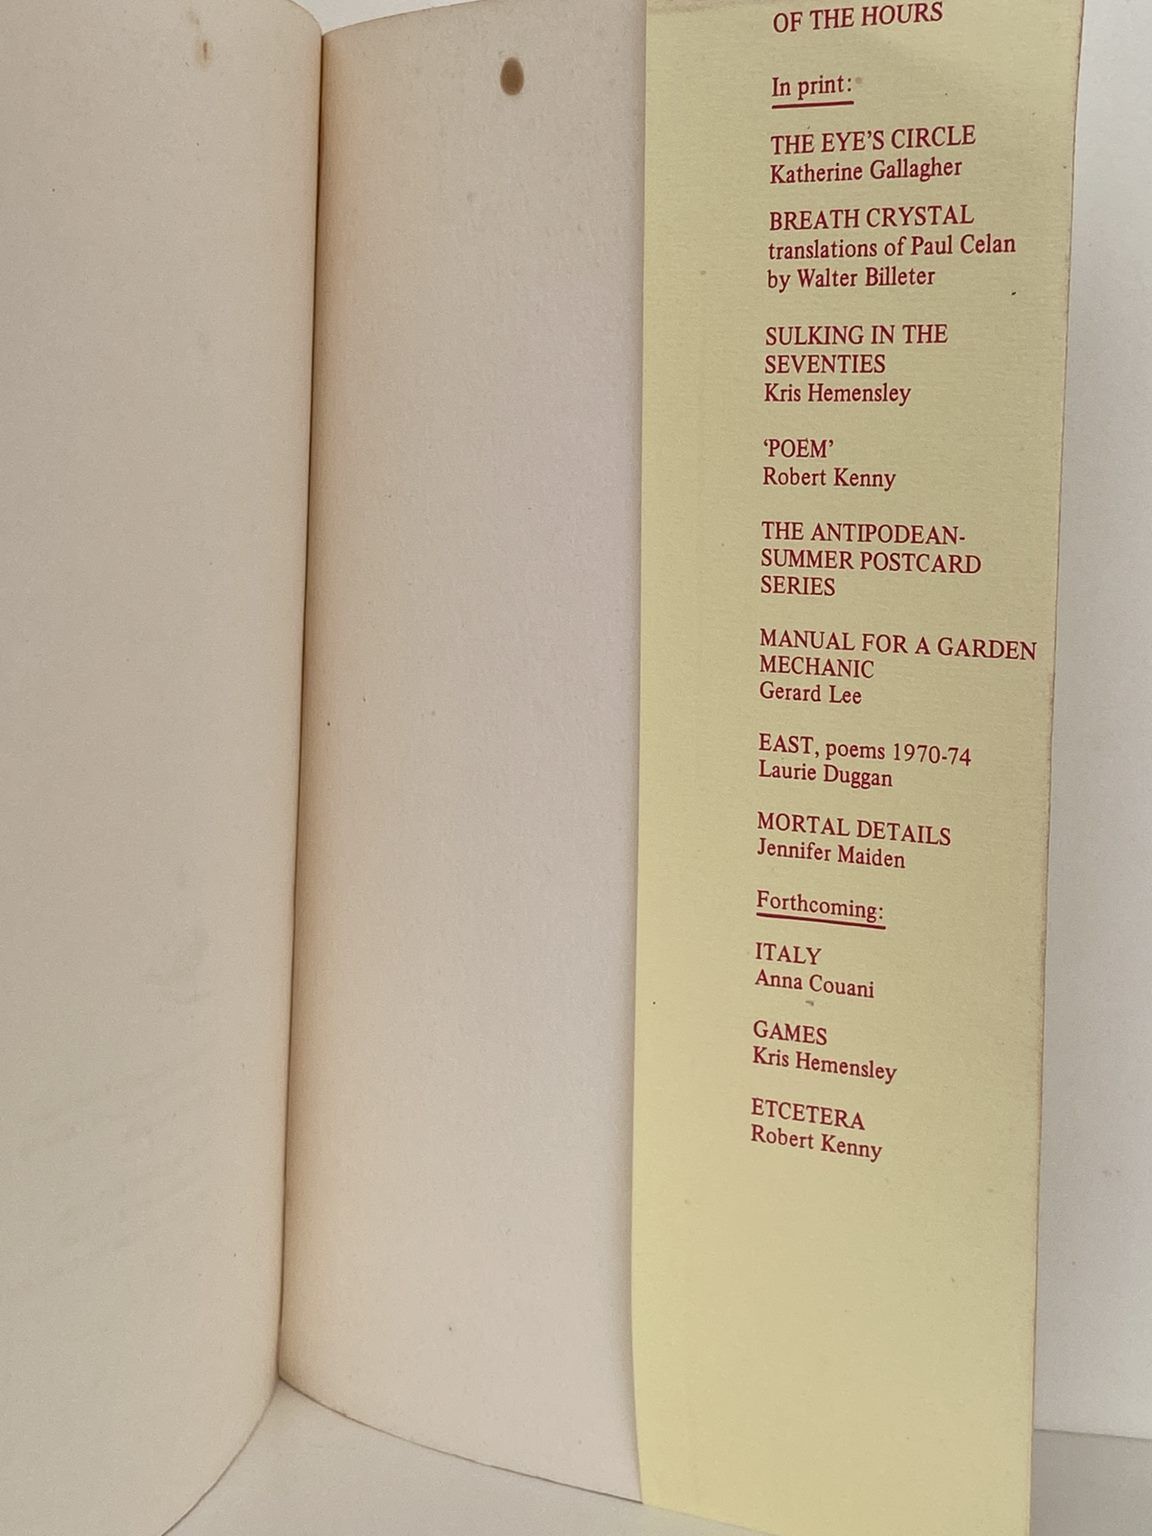 OF THE HOURS
In print:
THE EYE'S CIRCLE
Katherine Gallagher
BREATH CRYSTAL
translations of Paul Celan
by Walter Billeter
SULKING IN THE
SEVENTIES
Kris Hemensley
‘POEM’
Robert Kenny
THE ANTIPODEAN-
SUMMER POSTCARD
SERIES
MANUAL FOR A GARDEN
MECHANIC
Gerard Lee
EAST, poems 1970-74
Laurie Duggan
MORTAL DETAILS
Jennifer Maiden
Forthcoming:
ITALY
Anna Couani
GAMES
Kris Hemensley
ETCETERA
Robert Kenny